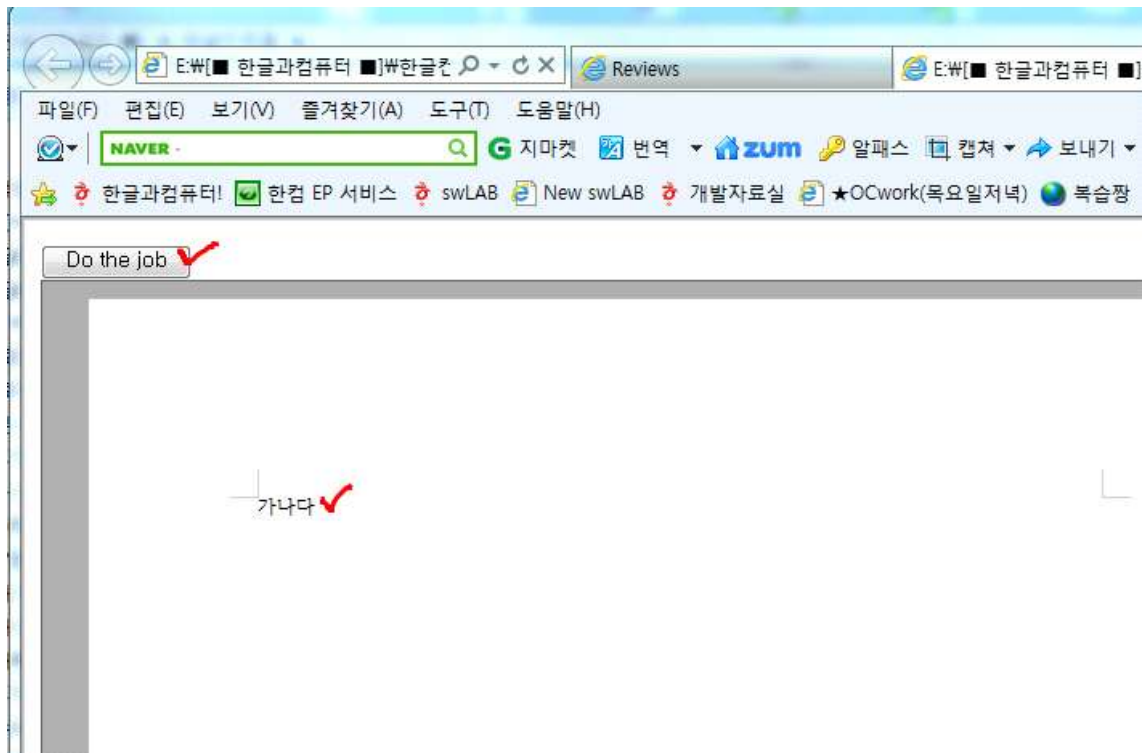 E:₩[■ 한글과컴퓨터 ■]₩한글컨 Reviews E:₩[■ 한글과컴퓨터 ■]
파일(F) 편집(E) 보기(V) 즐겨찾기(A) 도구(T) 도움말(H)
NAVER G 지마켓 번역 zum 알패스 캡쳐 보내기
한글과컴퓨터! 한컴 EP 서비스 swLAB New swLAB 개발자료실 ★OCwork(목요일저녁) 복습짱
Do the job
가나다